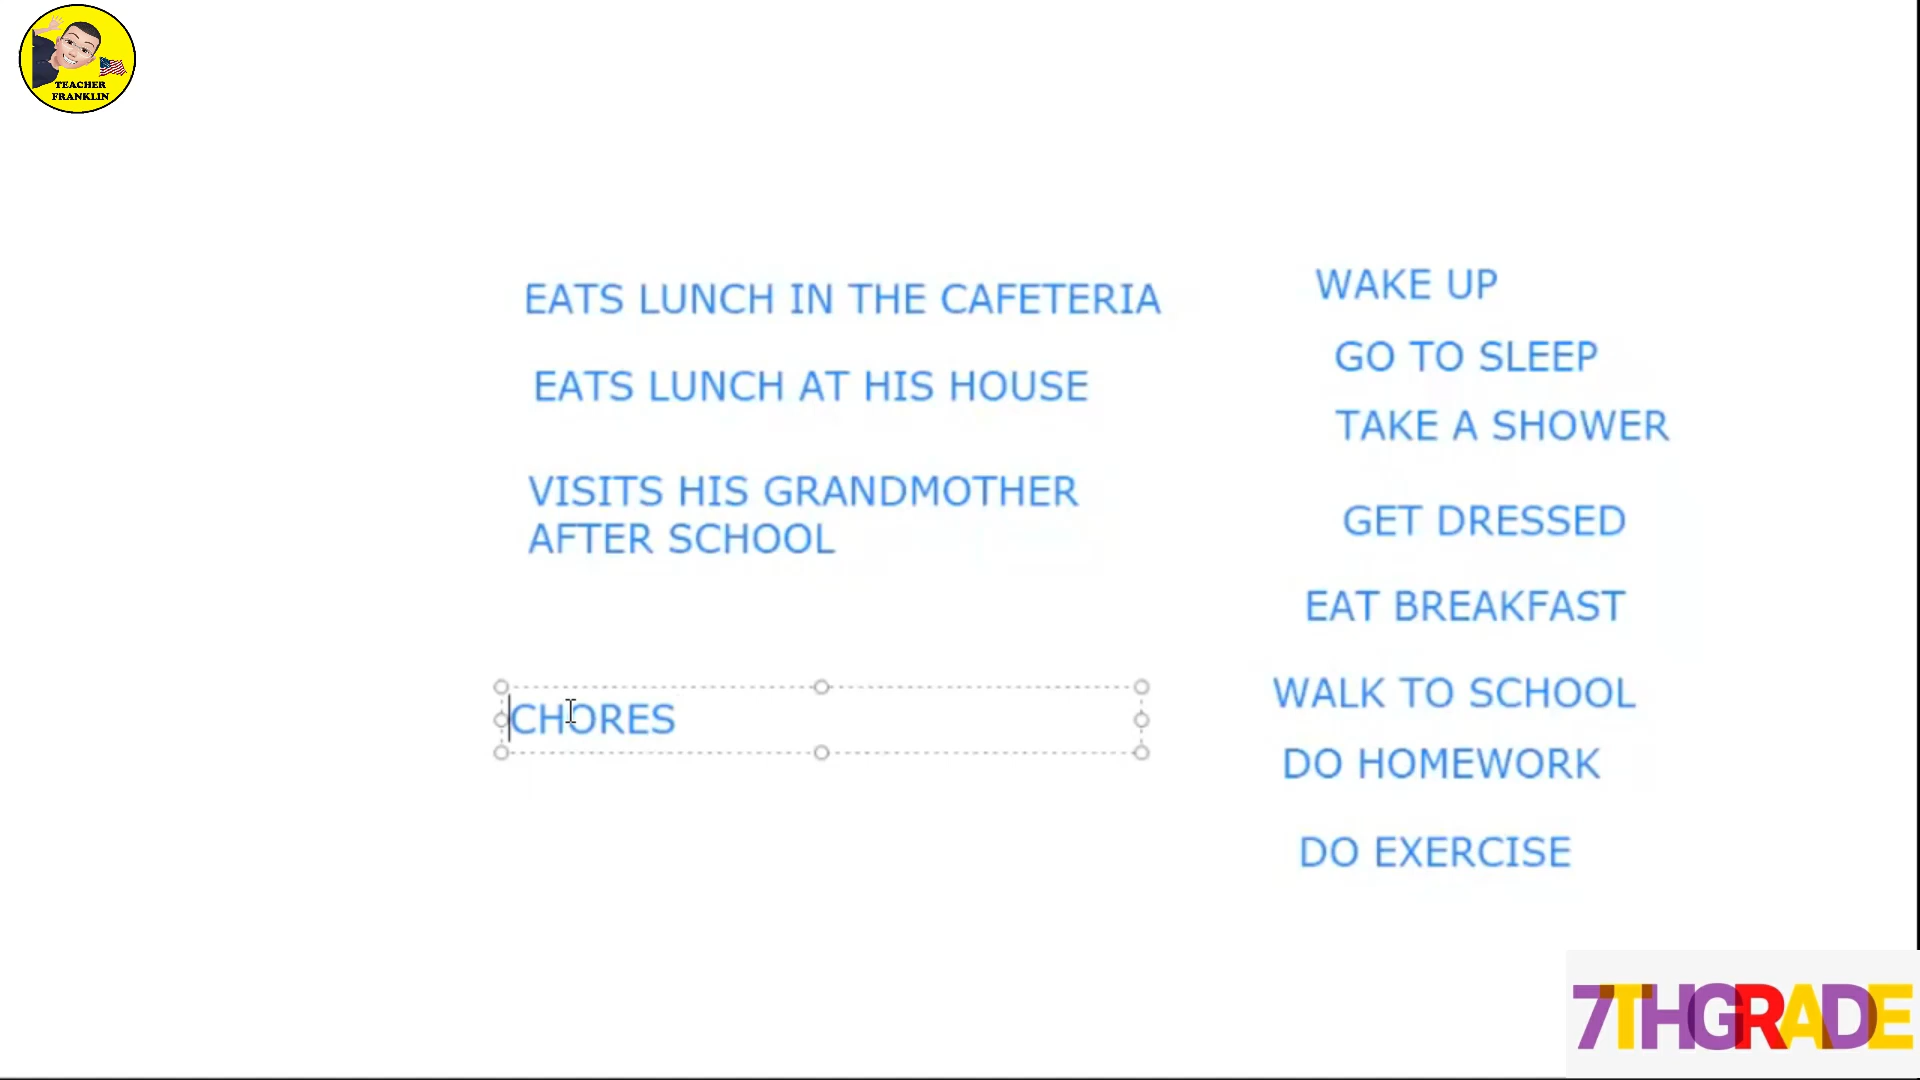 TEACHER
FRANKLIN
EATS LUNCH IN THE CAFETERIA
EATS LUNCH AT HIS HOUSE
VISITS HIS GRANDMOTHER
AFTER SCHOOL
CHORES
WAKE UP
GO TO SLEEP
TAKE A SHOWER
GET DRESSED
EAT BREAKFAST
WALK TO SCHOOL
DO HOMEWORK
DO EXERCISE
7THGRADE